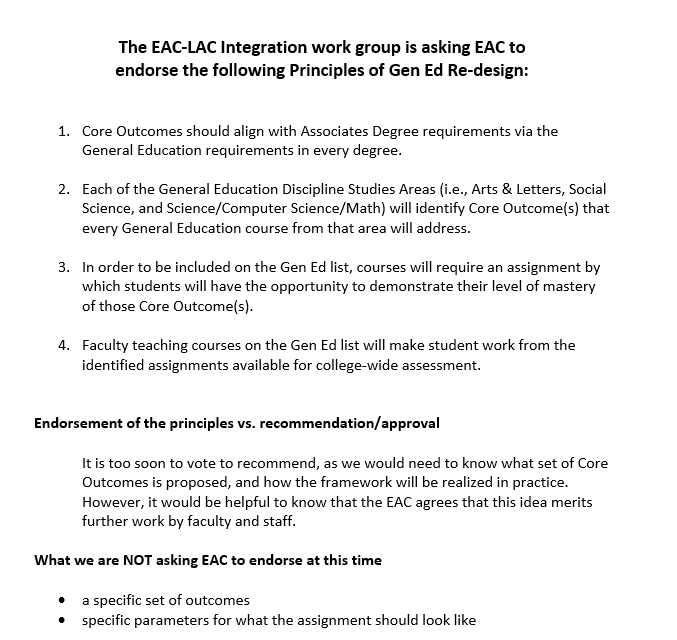 The EAC-LAC Integration work group is asking EAC to
endorse the following Principles of Gen Ed Re-design:
1. Core Outcomes should align with Associates Degree requirements via the
General Education requirements in every degree.
2. Each of the General Education Discipline Studies Areas (i.e., Arts & Letters, Social
Science, and Science/Computer Science/Math) will identify Core Outcome(s) that
every General Education course from that area will address.
3. In order to be included on the Gen Ed list, courses will require an assignment by
which students will have the opportunity to demonstrate their level of mastery
of those Core Outcome(s).
4. Faculty teaching courses on the Gen Ed list will make student work from the
identified assignments available for college-wide assessment.
Endorsement of the principles vs. recommendation/approval
It is too soon to vote to recommend, as we would need to know what set of Core
Outcomes is proposed, and how the framework will be realized in practice.
However, it would be helpful to know that the EAC agrees that this idea merits
further work by faculty and staff.
What we are NOT asking EAC to endorse at this time
• a specific set of outcomes
• specific parameters for what the assignment should look like